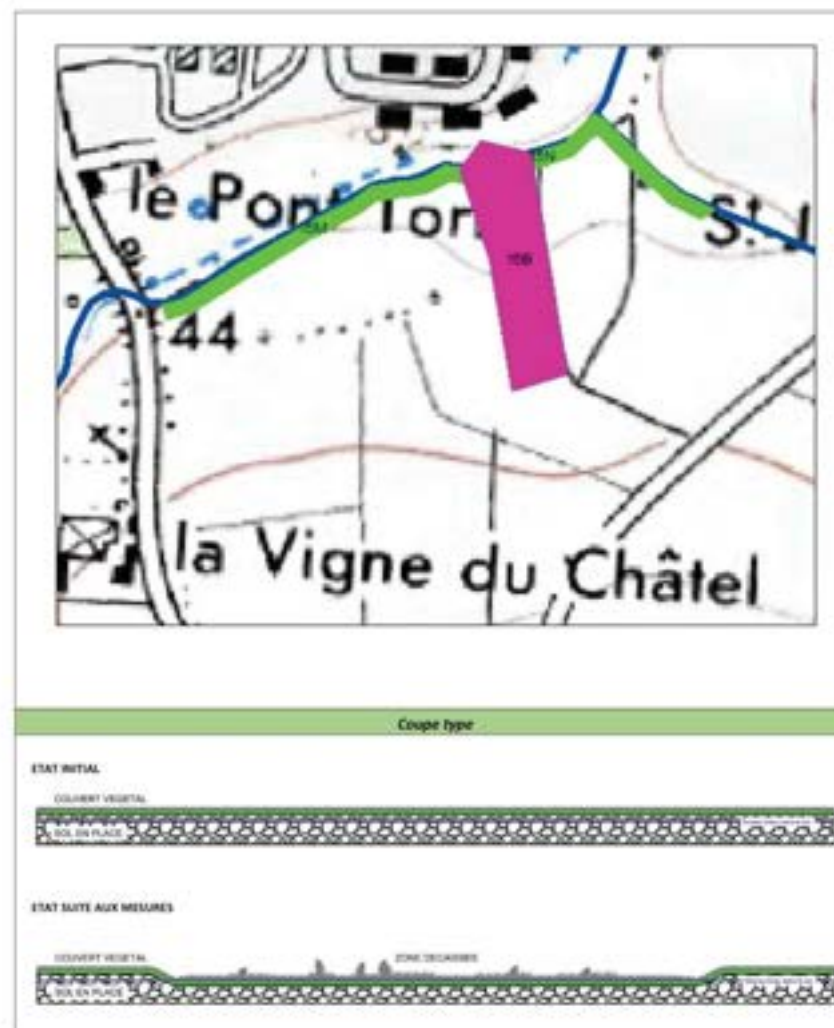 le Pont Tor
St J
44
la Vigne du Châtel
Coupe type
ETAT INITIAL
COUVERT VEGETAL
SOL EN PLACE
ETAT SUITE AUX MESURES
COUVERT VEGETAL
ZONE DECAISSEE
SOL EN PLACE